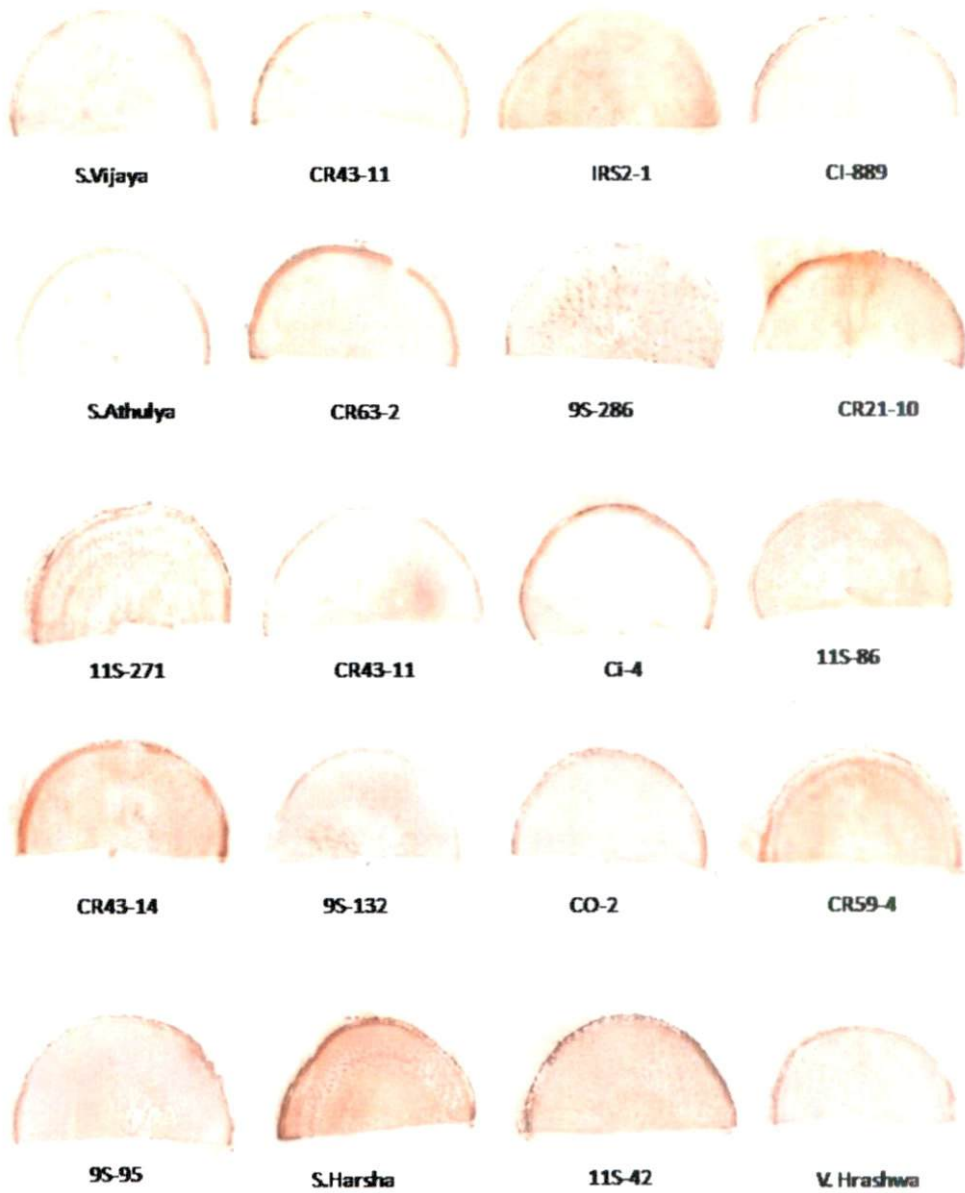 S.Vijaya CR43-11 IRS2-1 CI-889
S.Athulya CR63-2 9S-286 CR21-10
11S-271 CR43-11 Ci-4 11S-86
CR43-14 9S-132 CO-2 CR59-4
9S-95 S.Harsha 11S-42 V. Hrashwa